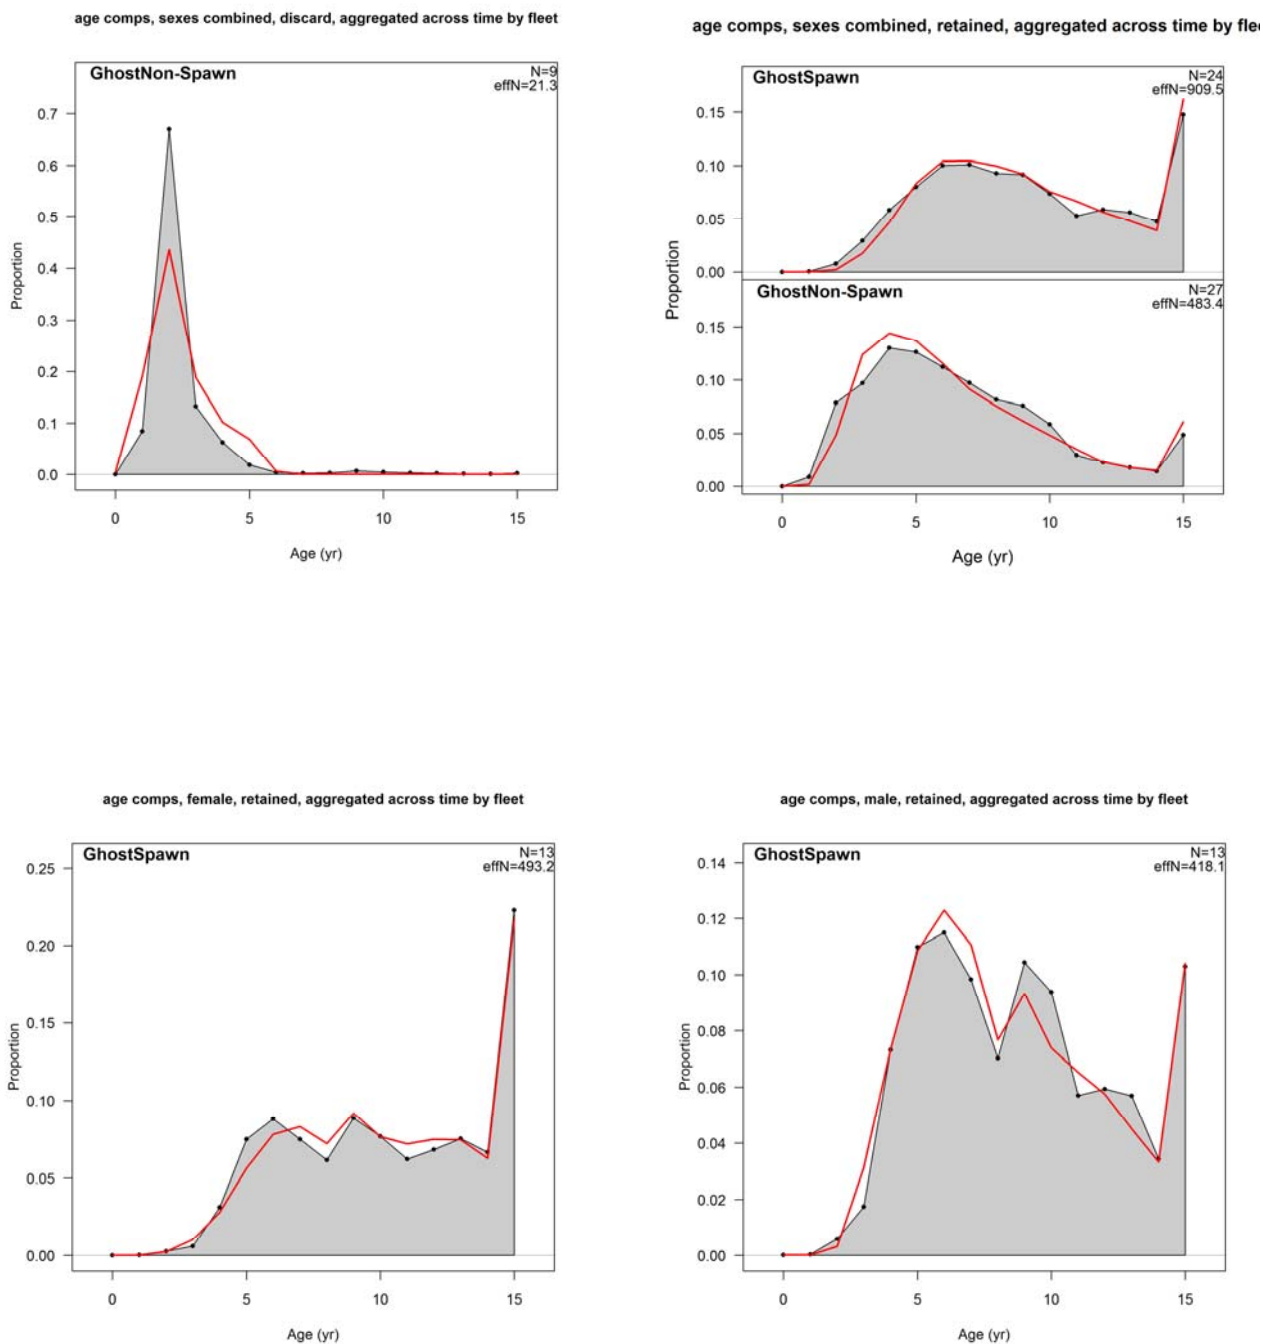 age comps, sexes combined, discard, aggregated across time by fleet
GhostNon-Spawn
N=9
effN=21.3
0.7
0.6
0.5
0.4
0.3
0.2
0.1
0.0
Proportion
0 5 10 15
Age (yr)
age comps, sexes combined, retained, aggregated across time by flee
GhostSpawn
N=24
effN=909.5
0.15
0.10
0.05
0.00
GhostNon-Spawn
N=27
effN=483.4
0.15
0.10
0.05
0.00
Proportion
0 5 10 15
Age (yr)
age comps, female, retained, aggregated across time by fleet
GhostSpawn
N=13
effN=493.2
0.25
0.20
0.15
0.10
0.05
0.00
Proportion
0 5 10 15
Age (yr)
age comps, male, retained, aggregated across time by fleet
GhostSpawn
N=13
effN=418.1
0.14
0.12
0.10
0.08
0.06
0.04
0.02
0.00
Proportion
0 5 10 15
Age (yr)